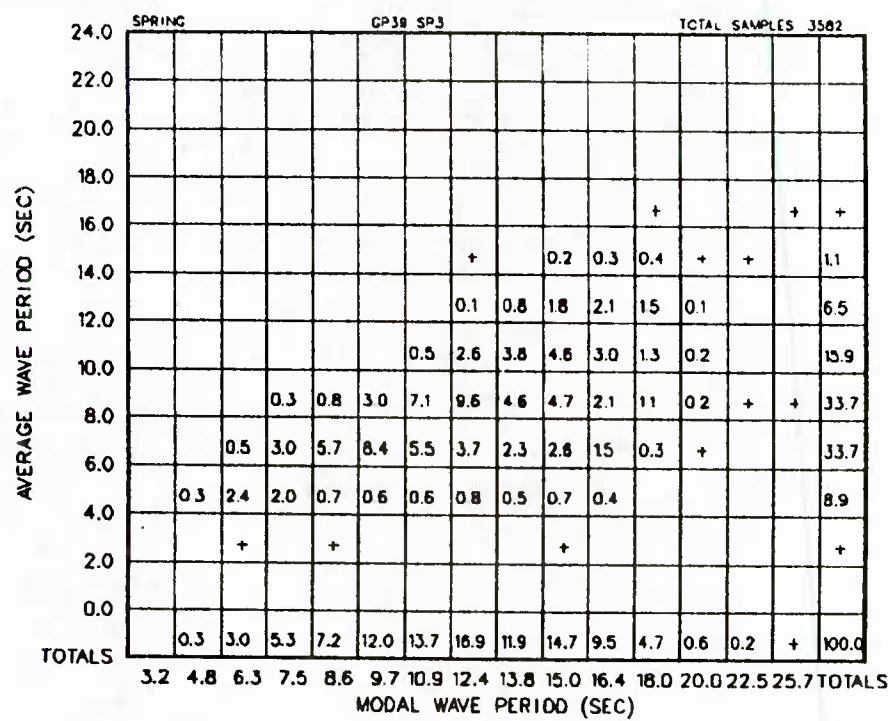 SPRING GP38 SP3 TOTAL SAMPLES 3582
24.0
22.0
20.0
18.0
+ + +
16.0
+ 0.2 0.3 0.4 + + 1.1
14.0
0.1 0.8 1.8 2.1 1.5 0.1 6.5
12.0
0.5 2.6 3.8 4.6 3.0 1.3 0.2 15.9
10.0
0.3 0.8 3.0 7.1 9.6 4.6 4.7 2.1 1.1 0.2 + + 33.7
8.0
0.5 3.0 5.7 8.4 5.5 3.7 2.3 2.6 1.5 0.3 + 33.7
6.0
0.3 2.4 2.0 0.7 0.6 0.6 0.8 0.5 0.7 0.4 8.9
4.0
+ + + +
2.0
0.0
TOTALS 0.3 3.0 5.3 7.2 12.0 13.7 16.9 11.9 14.7 9.5 4.7 0.6 0.2 + 100.0
3.2 4.8 6.3 7.5 8.6 9.7 10.9 12.4 13.8 15.0 16.4 18.0 20.0 22.5 25.7 TOTALS
MODAL WAVE PERIOD (SEC)
AVERAGE WAVE PERIOD (SEC)